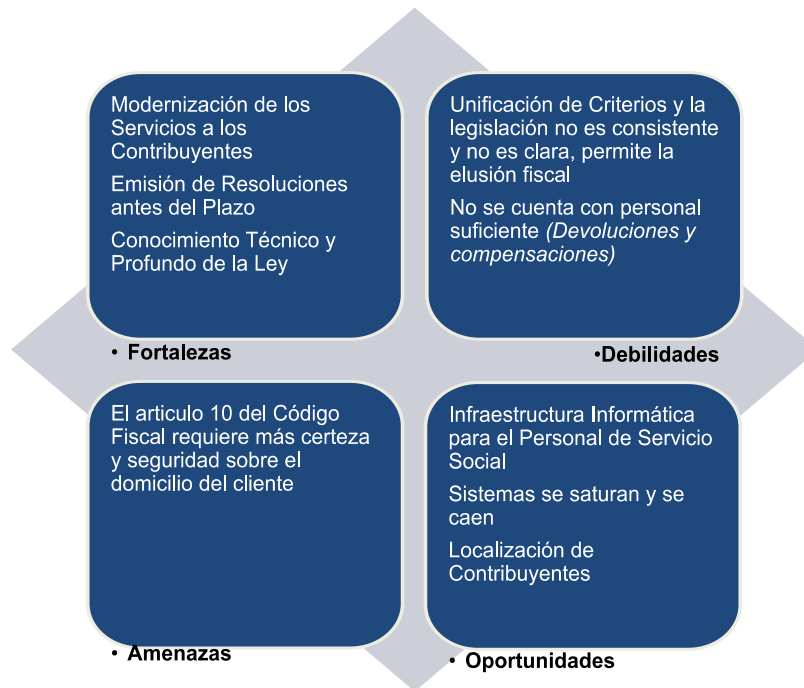 Modernización de los
Servicios a los
Contribuyentes
Emisión de Resoluciones
antes del Plazo
Conocimiento Técnico y
Profundo de la Ley
• Fortalezas
Unificación de Criterios y la
legislación no es consistente
y no es clara, permite la
elusión fiscal
No se cuenta con personal
suficiente (Devoluciones y
compensaciones)
•Debilidades
El articulo 10 del Código
Fiscal requiere más certeza
y seguridad sobre el
domicilio del cliente
• Amenazas
Infraestructura Informática
para el Personal de Servicio
Social
Sistemas se saturan y se
caen
Localización de
Contribuyentes
• Oportunidades